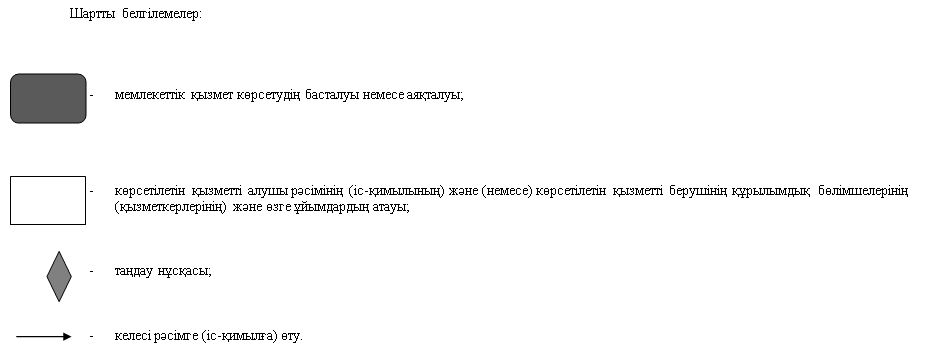 Шартты белгілемелер:
- мемлекеттік қызмет көрсетудің басталуы немесе аяқталуы;
- көрсетілетін қызметті алушы рәсімінің (іс-қимылының) және (немесе) көрсетілетін қызметті берушінің құрылымдық бөлімшелерінің
(қызметкерлерінің) және өзге ұйымдардың атауы;
- таңдау нұсқасы;
- келесі рәсімге (іс-қимылға) өту.